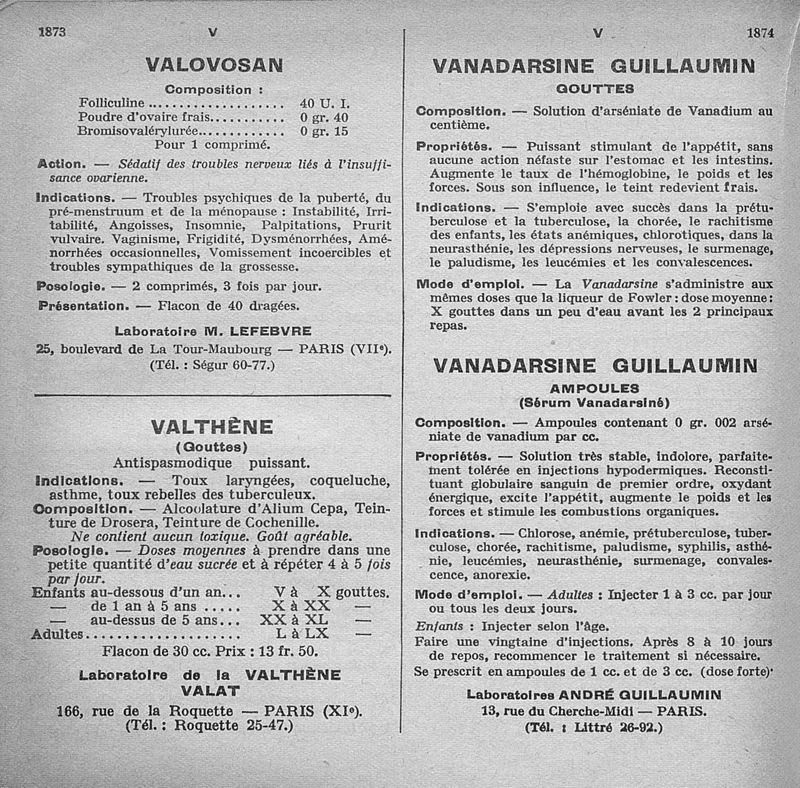 1873
V
VALOVOSAN
Composition :
Folliculine .................... 40 U. I.
Poudre d'ovaire frais........... 0 gr. 40
Bromisovalérylurée............ 0 gr. 15
Pour 1 comprimé.
Action. — Sédatif des troubles nerveux liés à l'insuffi-
sance ovarienne.
Indications. — Troubles psychiques de la puberté, du
pré-menstruum et de la ménopause : Instabilité, Irri-
tabilité, Angoisses, Insomnie, Palpitations, Prurit
vulvaire. Vaginisme, Frigidité, Dysménorrhées, Amé-
norrhées occasionnelles, Vomissement incoercibles et
troubles sympathiques de la grossesse.
Posologie. — 2 comprimés, 3 fois par jour.
Présentation. — Flacon de 40 dragées.
Laboratoire M. LEFEBVRE
25, boulevard de La Tour-Maubourg — PARIS (VIIe).
(Tél. : Ségur 60-77.)
VALTHÈNE
(Gouttes)
Antispasmodique puissant.
Indications. — Toux laryngées, coqueluche,
asthme, toux rebelles des tuberculeux.
Composition. — Alcoolature d'Alium Cepa, Tein-
ture de Drosera, Teinture de Cochenille.
Ne contient aucun toxique. Goût agréable.
Posologie. — Doses moyennes à prendre dans une
petite quantité d'eau sucrée et à répéter 4 à 5 fois
par jour.
Enfants au-dessous d'un an... V à X gouttes.
— de 1 an à 5 ans ..... X à XX —
— au-dessus de 5 ans... XX à XL —
Adultes.................... L à LX —
Flacon de 30 cc. Prix : 13 fr. 50.
Laboratoire de la VALTHÈNE
VALAT
166, rue de la Roquette — PARIS (XIe).
(Tél. : Roquette 25-47.)
V
1874
VANADARSINE GUILLAUMIN
GOUTTES
Composition. — Solution d'arséniate de Vanadium au
centième.
Propriétés. — Puissant stimulant de l'appétit, sans
aucune action néfaste sur l'estomac et les intestins.
Augmente le taux de l'hémoglobine, le poids et les
forces. Sous son influence, le teint redevient frais.
Indications. — S'emploie avec succès dans la prétu-
berculose et la tuberculose, la chorée, le rachitisme
des enfants, les états anémiques, chlorotiques, dans la
neurasthénie, les dépressions nerveuses, le surmenage,
le paludisme, les leucémies et les convalescences.
Mode d'emploi. — La Vanadarsine s'administre aux
mêmes doses que la liqueur de Fowler : dose moyenne :
X gouttes dans un peu d'eau avant les 2 principaux
repas.
VANADARSINE GUILLAUMIN
AMPOULES
(Sérum Vanadarsiné)
Composition. — Ampoules contenant 0 gr. 002 arsé-
niate de vanadium par cc.
Propriétés. — Solution très stable, indolore, parfaite-
ment tolérée en injections hypodermiques. Reconsti-
tuant globulaire sanguin de premier ordre, oxydant
énergique, excite l'appétit, augmente le poids et les
forces et stimule les combustions organiques.
Indications. — Chlorose, anémie, prétuberculose, tuber-
culose, chorée, rachitisme, paludisme, syphilis, asthé-
nie, leucémies, neurasthénie, surmenage, convales-
cence, anorexie.
Mode d'emploi. — Adultes : Injecter 1 à 3 cc. par jour
ou tous les deux jours.
Enfants : Injecter selon l'âge.
Faire une vingtaine d'injections. Après 8 à 10 jours
de repos, recommencer le traitement si nécessaire.
Se prescrit en ampoules de 1 cc. et de 3 cc. (dose forte)·
Laboratoires ANDRÉ GUILLAUMIN
13, rue du Cherche-Midi — PARIS.
(Tél. : Littré 26-92.)